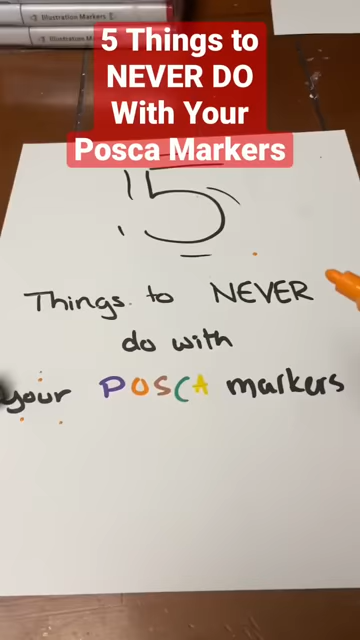 Illustration Markers
Illustration Markers
5 Things to
NEVER DO
With Your
Posca Markers
5
Things to NEVER
do with
your POSCA markers